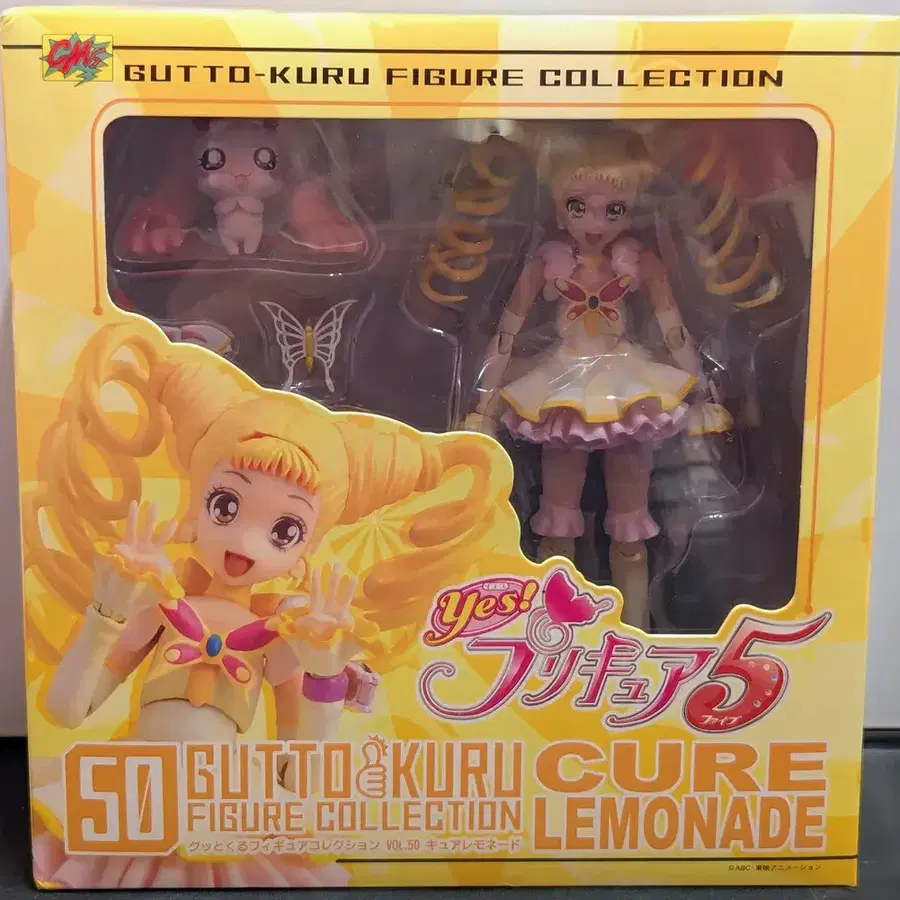 CM's
GUTTO-KURU FIGURE COLLECTION
yes!
プリキュア5
ファイブ
50
GUTTO KURU
FIGURE COLLECTION
CURE
LEMONADE
グッとくるフィギュアコレクション VOL.50 キュアレモネード
©ABC・東映アニメーション